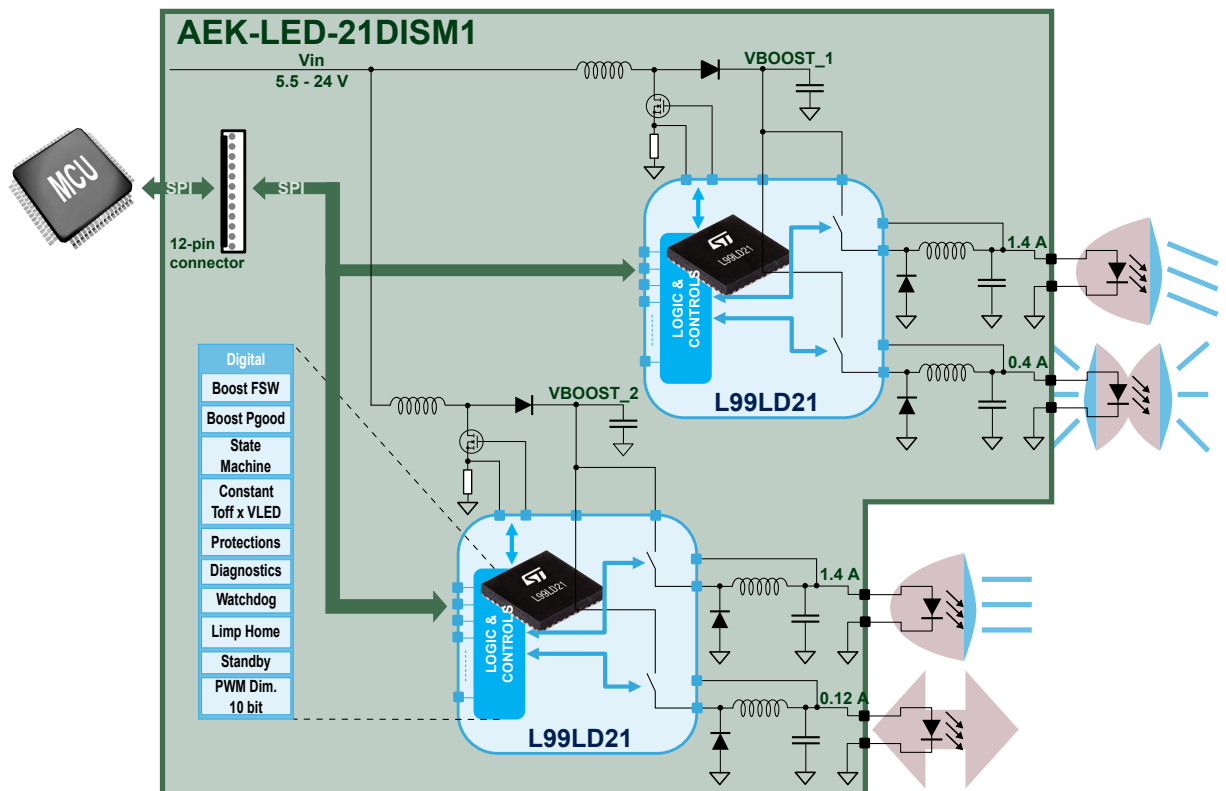 AEK-LED-21DISM1
Vin
5.5 - 24 V
VBOOST_1
MCU
SPI
SPI
12-pin
connector
ST
L99LD21
LOGIC &
CONTROLS
L99LD21
1.4 A
0.4 A
Digital
Boost FSW
Boost Pgood
State
Machine
Constant
Toff x VLED
Protections
Diagnostics
Watchdog
Limp Home
Standby
PWM Dim.
10 bit
VBOOST_2
ST
L99LD21
LOGIC &
CONTROLS
L99LD21
1.4 A
0.12 A